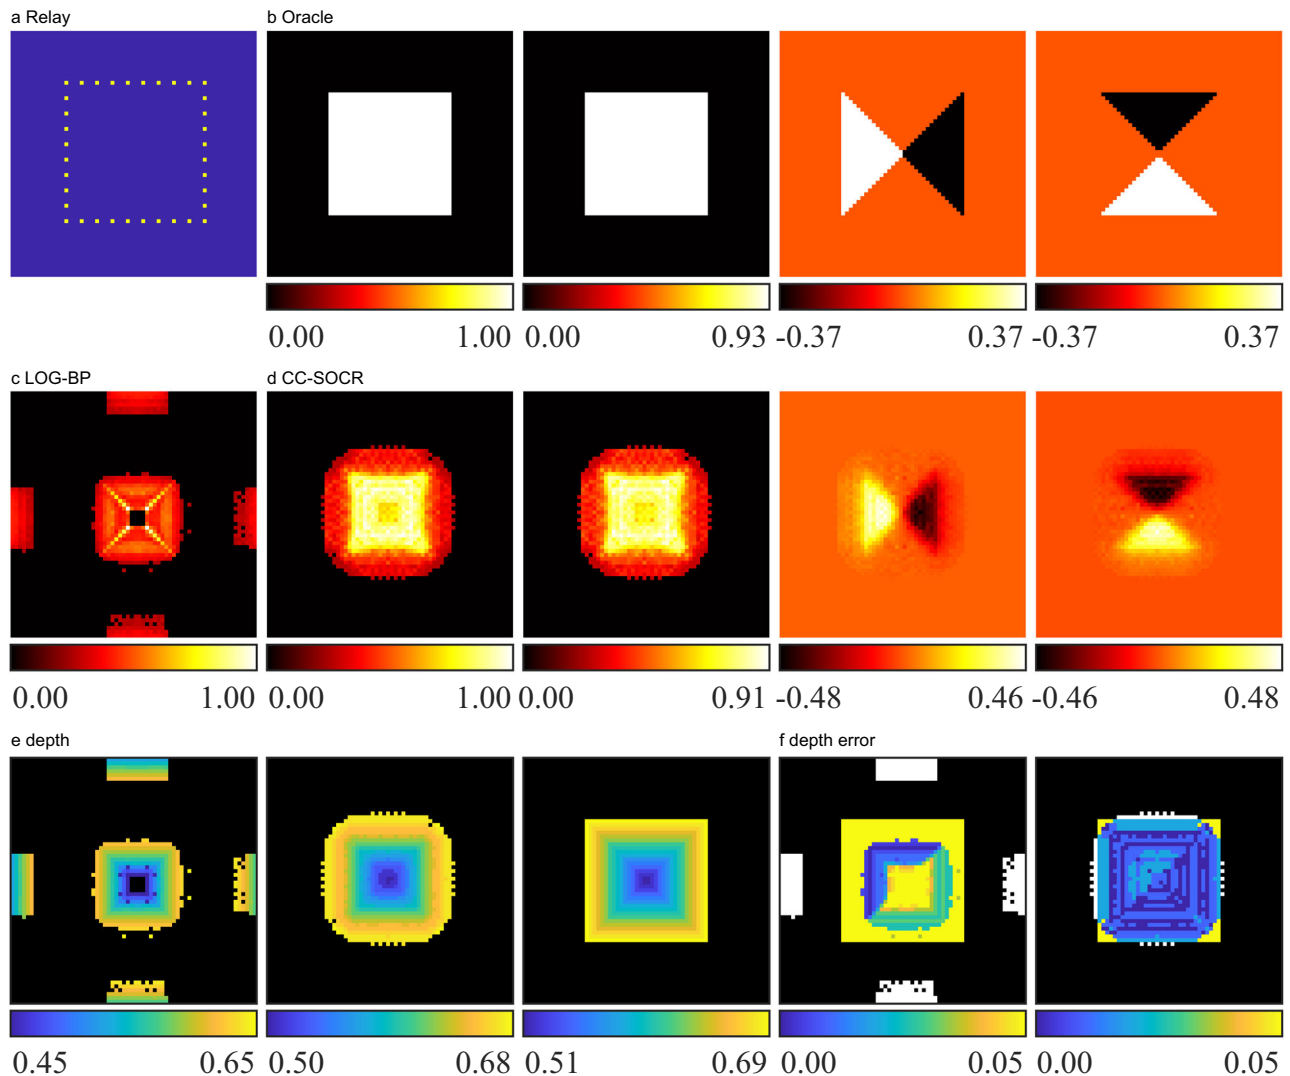 a Relay
b Oracle
0.00 1.00 0.00 0.93 -0.37 0.37 -0.37 0.37
c LOG-BP
d CC-SOCR
0.00 1.00 0.00 1.00 0.00 0.91 -0.48 0.46 -0.46 0.48
e depth
f depth error
0.45 0.65 0.50 0.68 0.51 0.69 0.00 0.05 0.00 0.05